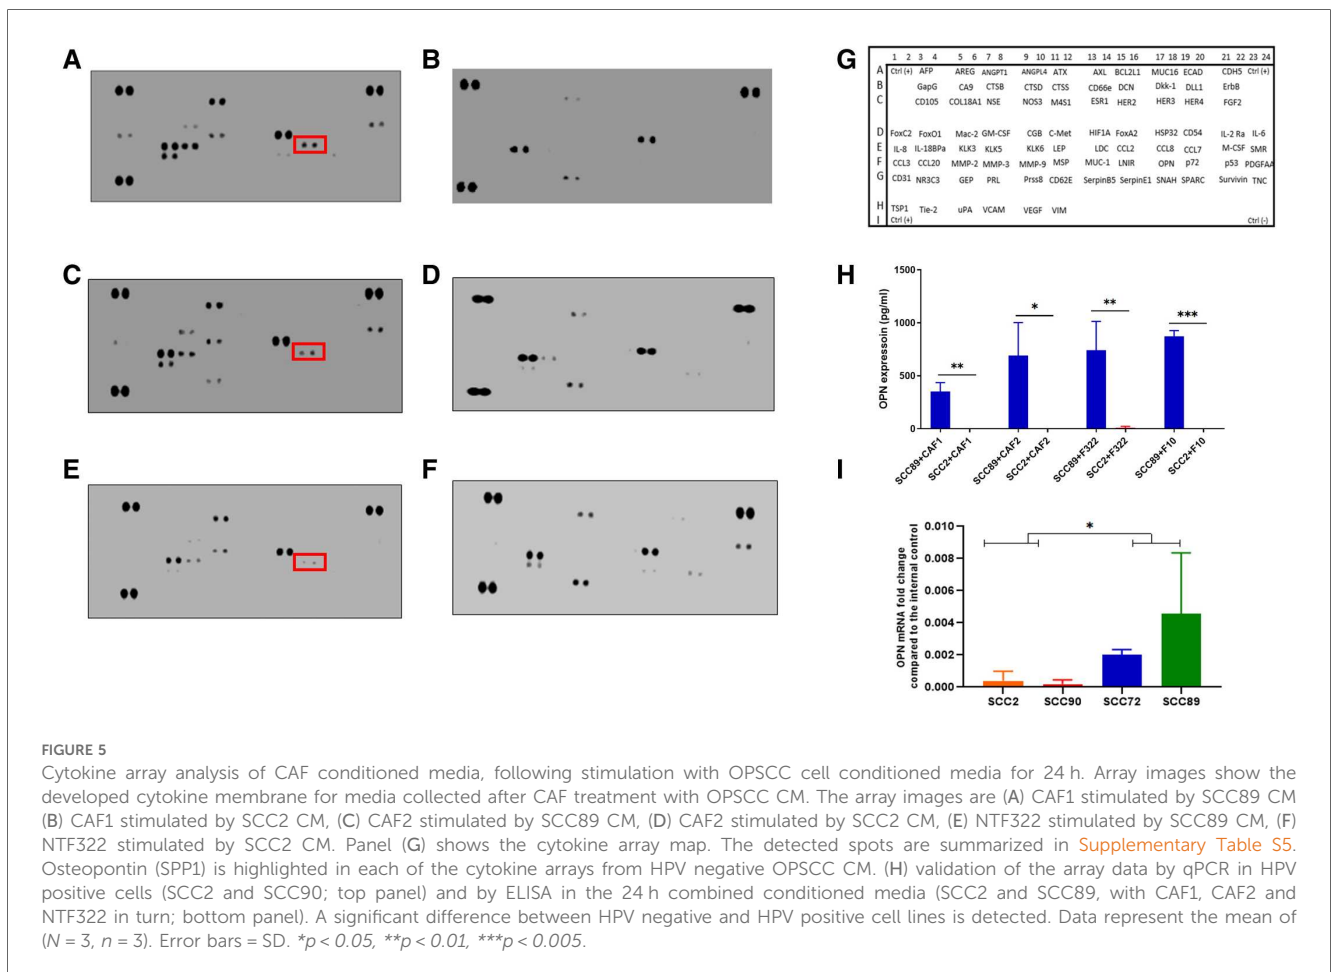 A
B
G
1 2 3 4 5 6 7 8 9 10 11 12 13 14 15 16 17 18 19 20 21 22 23 24
A Ctrl (+) AFP AREG ANGPT1 ANGPL4 ATX AXL BCL2L1 MUC16 ECAD CDH5 Ctrl (+)
B GapG CA9 CTSB CTSD CTSS CD66e DCN Dkk-1 DLL1 ErbB
C CD105 COL18A1 NSE NOS3 M4S1 ESR1 HER2 HER3 HER4 FGF2
D FoxC2 FoxO1 Mac-2 GM-CSF CGB C-Met HIF1A FoxA2 HSP32 CD54 IL-2 Ra IL-6
E IL-8 IL-18BPa KLK3 KLK5 KLK6 LEP LDC CCL2 CCL8 CCL7 M-CSF SMR
F CCL3 CCL20 MMP-2 MMP-3 MMP-9 MSP MUC-1 LNIR OPN p72 p53 PDGFAA
G CD31 NR3C3 GEP PRL Prss8 CD62E SerpinB5 SerpinE1 SNAH SPARC Survivin TNC
H TSP1 Tie-2 uPA VCAM VEGF VIM
I Ctrl (+) Ctrl (-)
C
D
H
OPN expressoin (pg/ml)
1500
1000
500
0
** * ** ***
SCC89+CAF1 SCC2+CAF1 SCC89+CAF2 SCC2+CAF2 SCC89+F322 SCC2+F322 SCC89+F10 SCC2+F10
E
F
I
OPN mRNA fold change
compared to the internal control
0.010
0.008
0.006
0.004
0.002
0.000
*
SCC2 SCC90 SCC72 SCC89
FIGURE 5
Cytokine array analysis of CAF conditioned media, following stimulation with OPSCC cell conditioned media for 24 h. Array images show the
developed cytokine membrane for media collected after CAF treatment with OPSCC CM. The array images are (A) CAF1 stimulated by SCC89 CM
(B) CAF1 stimulated by SCC2 CM, (C) CAF2 stimulated by SCC89 CM, (D) CAF2 stimulated by SCC2 CM, (E) NTF322 stimulated by SCC89 CM, (F)
NTF322 stimulated by SCC2 CM. Panel (G) shows the cytokine array map. The detected spots are summarized in Supplementary Table S5.
Osteopontin (SPP1) is highlighted in each of the cytokine arrays from HPV negative OPSCC CM. (H) validation of the array data by qPCR in HPV
positive cells (SCC2 and SCC90; top panel) and by ELISA in the 24 h combined conditioned media (SCC2 and SCC89, with CAF1, CAF2 and
NTF322 in turn; bottom panel). A significant difference between HPV negative and HPV positive cell lines is detected. Data represent the mean of
(N = 3, n = 3). Error bars = SD. *p < 0.05, **p < 0.01, ***p < 0.005.